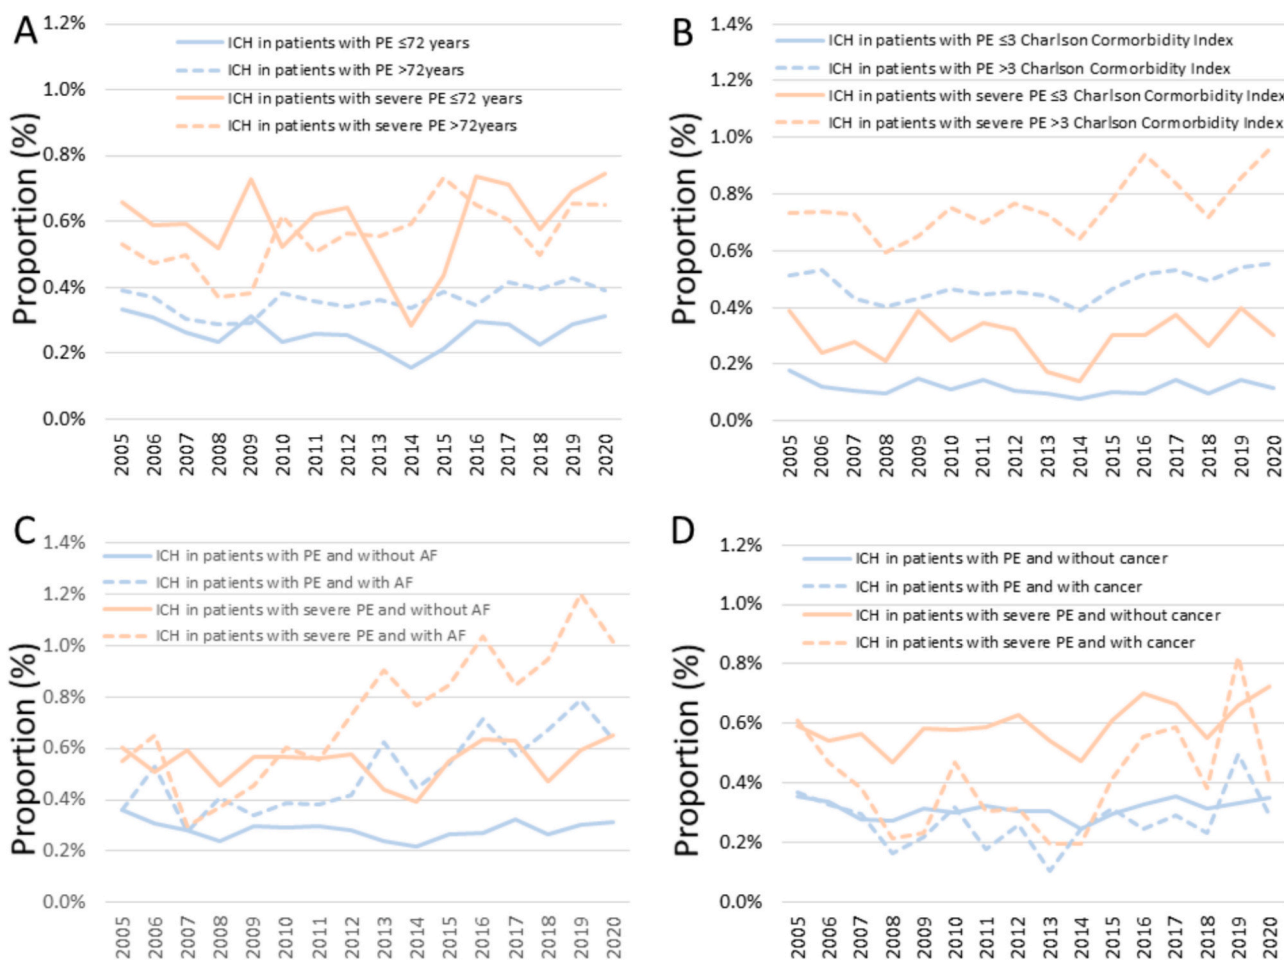 A
1.2%
ICH in patients with PE ≤72 years
ICH in patients with PE >72years
1.0%
ICH in patients with severe PE ≤72 years
ICH in patients with severe PE >72years
0.8%
0.6%
0.4%
0.2%
0.0%
Proportion (%)
2005 2006 2007 2008 2009 2010 2011 2012 2013 2014 2015 2016 2017 2018 2019 2020
B
1.4%
ICH in patients with PE ≤3 Charlson Cormorbidity Index
ICH in patients with PE >3 Charlson Cormorbidity Index
1.2%
ICH in patients with severe PE ≤3 Charlson Cormorbidity Index
ICH in patients with severe PE >3 Charlson Cormorbidity Index
1.0%
0.8%
0.6%
0.4%
0.2%
0.0%
Proportion (%)
2005 2006 2007 2008 2009 2010 2011 2012 2013 2014 2015 2016 2017 2018 2019 2020
C
1.4%
ICH in patients with PE and without AF
ICH in patients with PE and with AF
1.2%
ICH in patients with severe PE and without AF
ICH in patients with severe PE and with AF
1.0%
0.8%
0.6%
0.4%
0.2%
0.0%
Proportion (%)
2005 2006 2007 2008 2009 2010 2011 2012 2013 2014 2015 2016 2017 2018 2019 2020
D
1.2%
ICH in patients with PE and without cancer
ICH in patients with PE and with cancer
1.0%
ICH in patients with severe PE and without cancer
ICH in patients with severe PE and with cancer
0.8%
0.6%
0.4%
0.2%
0.0%
Proportion (%)
2005 2006 2007 2008 2009 2010 2011 2012 2013 2014 2015 2016 2017 2018 2019 2020